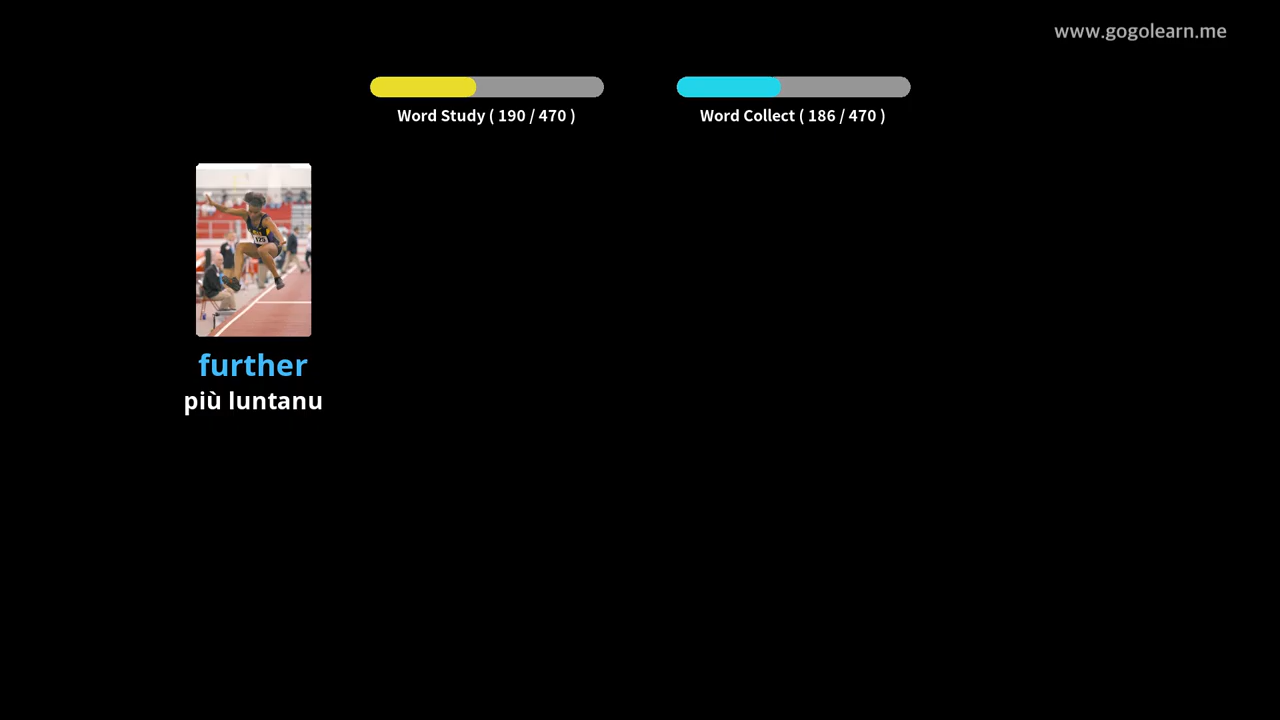 www.gogolearn.me
Word Study ( 190 / 470 )
Word Collect ( 186 / 470 )
further
più luntanu